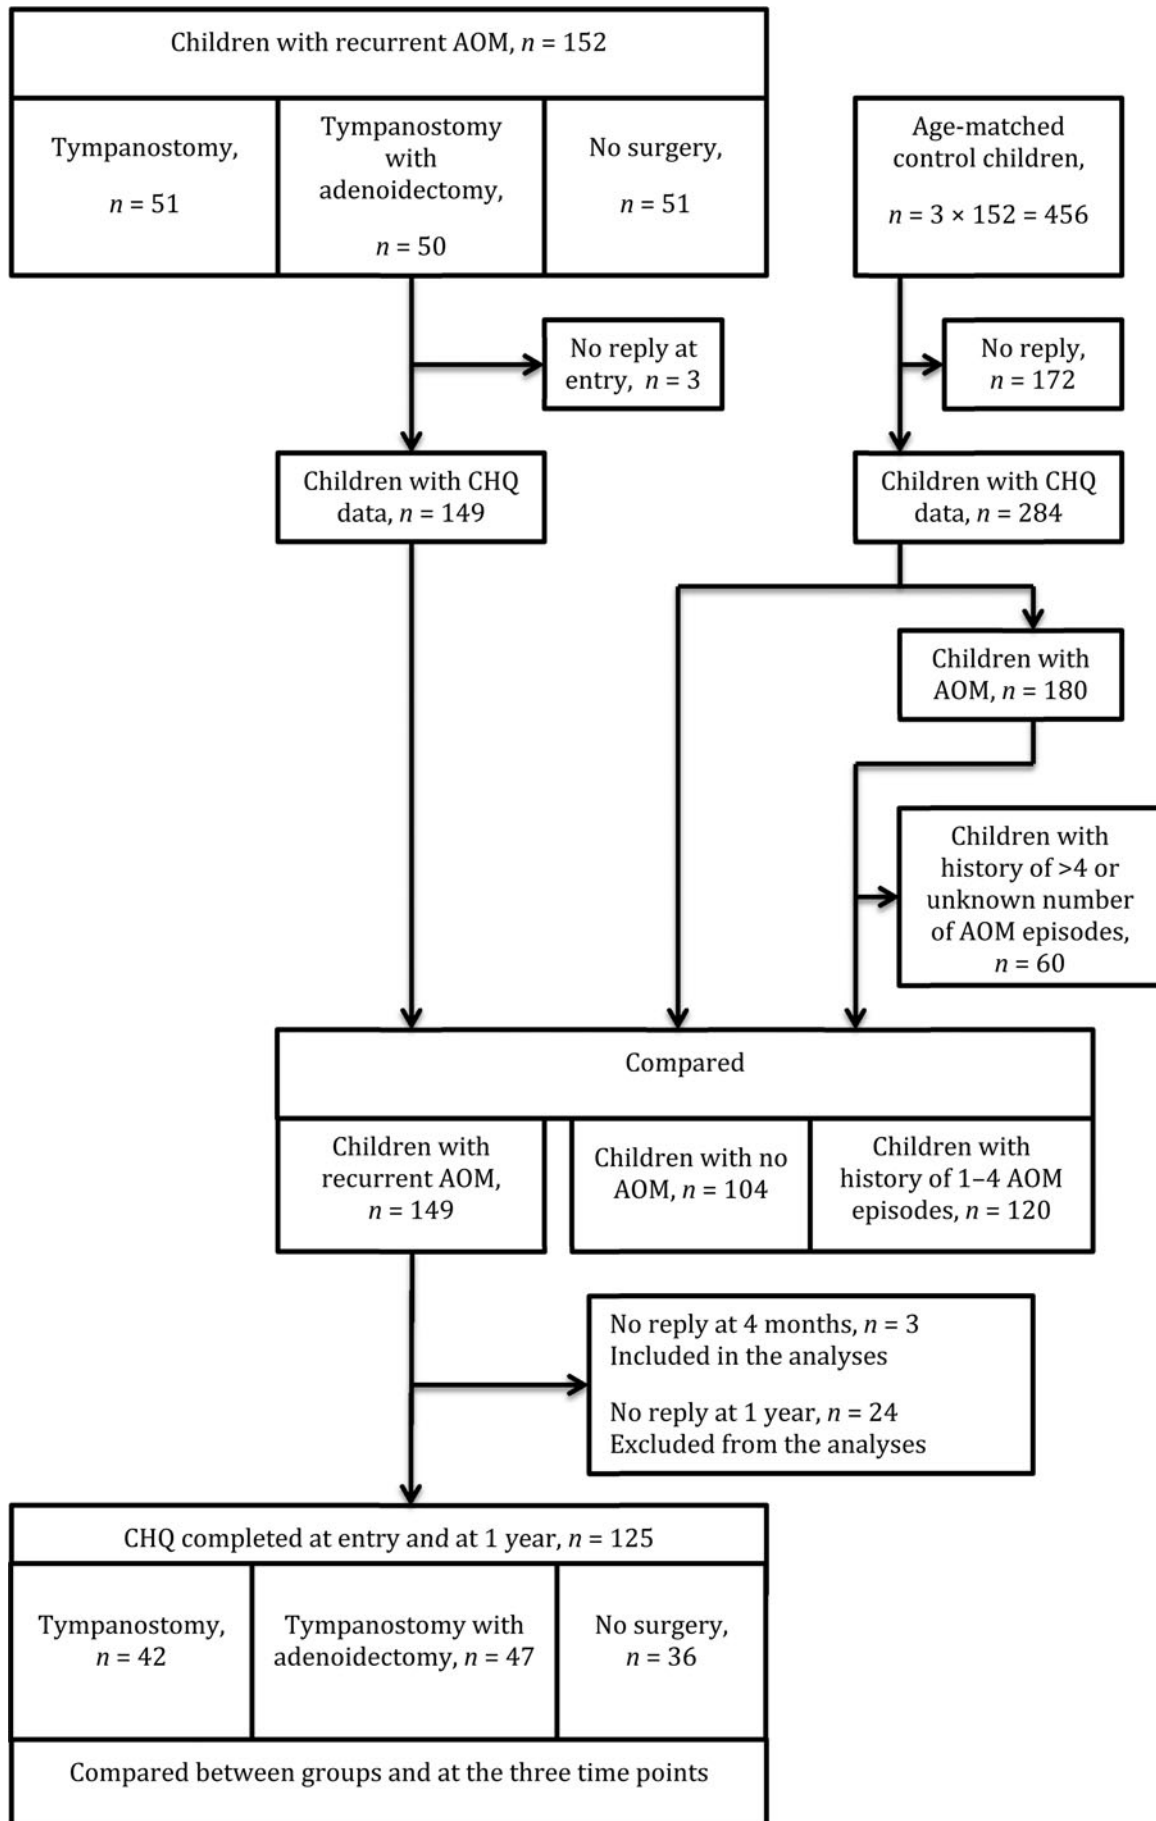 Children with recurrent AOM, n = 152
Tympanostomy,
n = 51
Tympanostomy
with
adenoidectomy,
n = 50
No surgery,
n = 51
Age-matched
control children,
n = 3 × 152 = 456
No reply at
entry, n = 3
No reply,
n = 172
Children with CHQ
data, n = 149
Children with CHQ
data, n = 284
Children with
AOM, n = 180
Children with
history of >4 or
unknown number
of AOM episodes,
n = 60
Compared
Children with
recurrent AOM,
n = 149
Children with no
AOM, n = 104
Children with
history of 1–4 AOM
episodes, n = 120
No reply at 4 months, n = 3
Included in the analyses
No reply at 1 year, n = 24
Excluded from the analyses
CHQ completed at entry and at 1 year, n = 125
Tympanostomy,
n = 42
Tympanostomy with
adenoidectomy, n = 47
No surgery,
n = 36
Compared between groups and at the three time points